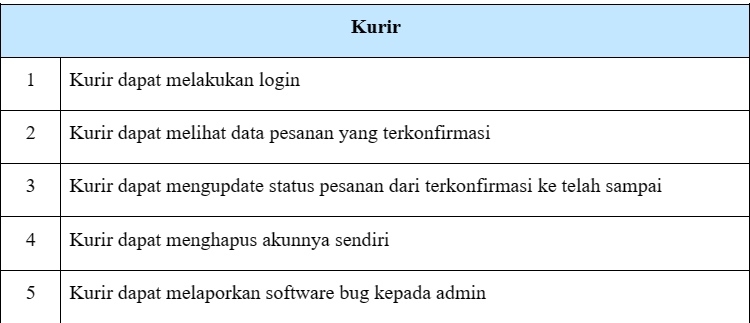 Kurir
1 Kurir dapat melakukan login
2 Kurir dapat melihat data pesanan yang terkonfirmasi
3 Kurir dapat mengupdate status pesanan dari terkonfirmasi ke telah sampai
4 Kurir dapat menghapus akunnya sendiri
5 Kurir dapat melaporkan software bug kepada admin